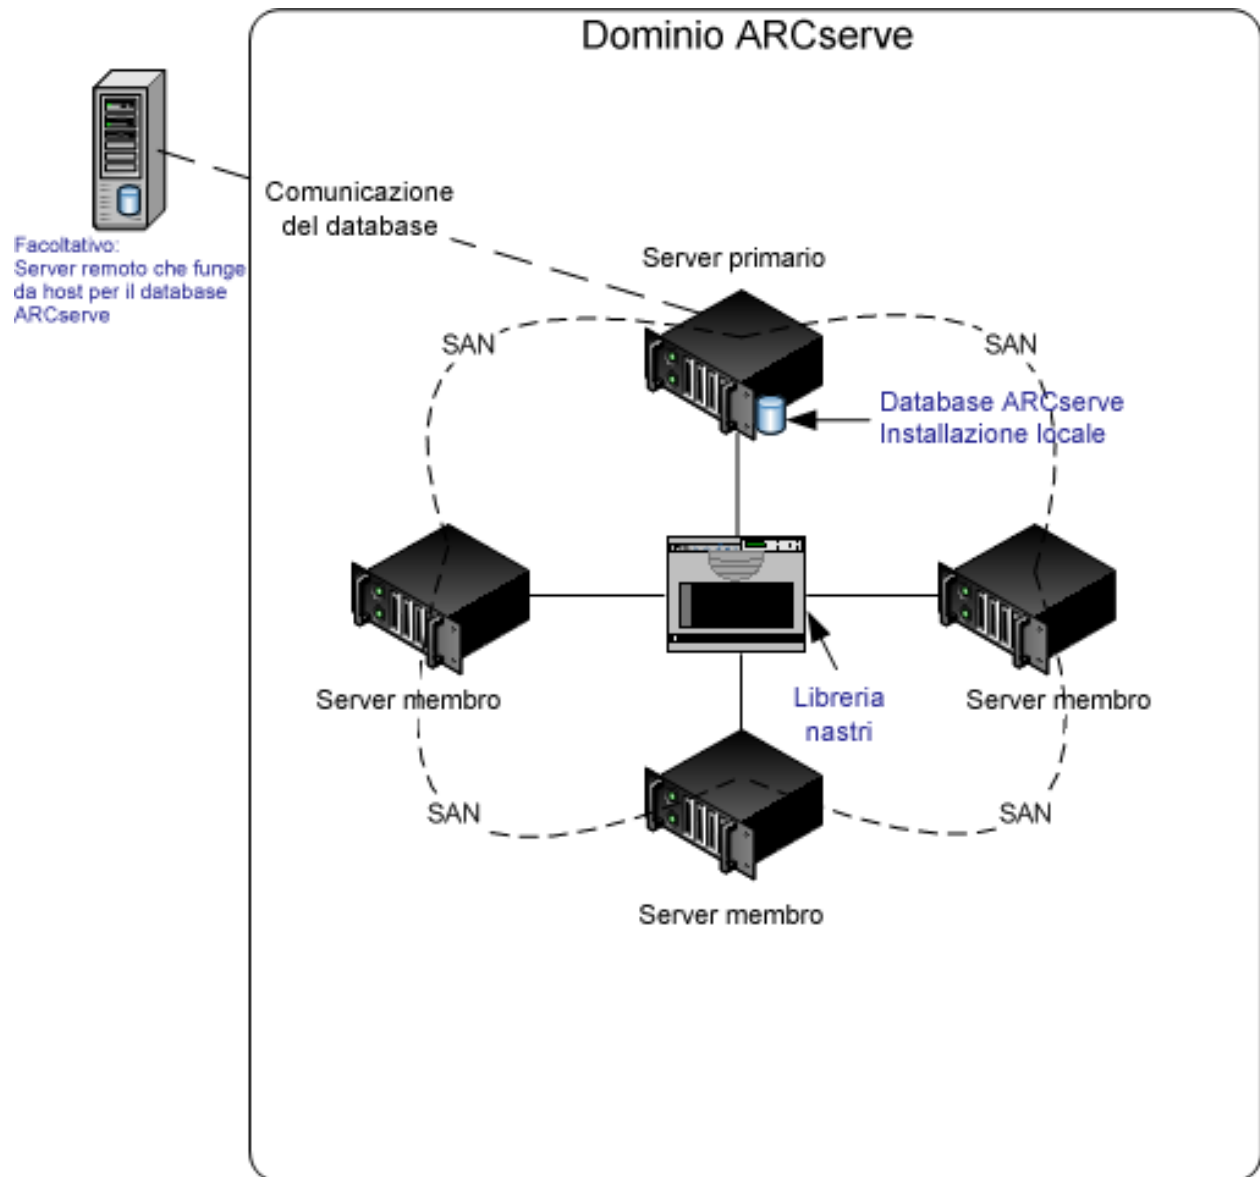 Dominio ARCserve
Comunicazione
del database
Facoltativo:
Server remoto che funge
da host per il database
ARCserve
Server primario
SAN
SAN
Database ARCserve
Installazione locale
Server membro
Libreria
nastri
Server membro
SAN
SAN
Server membro